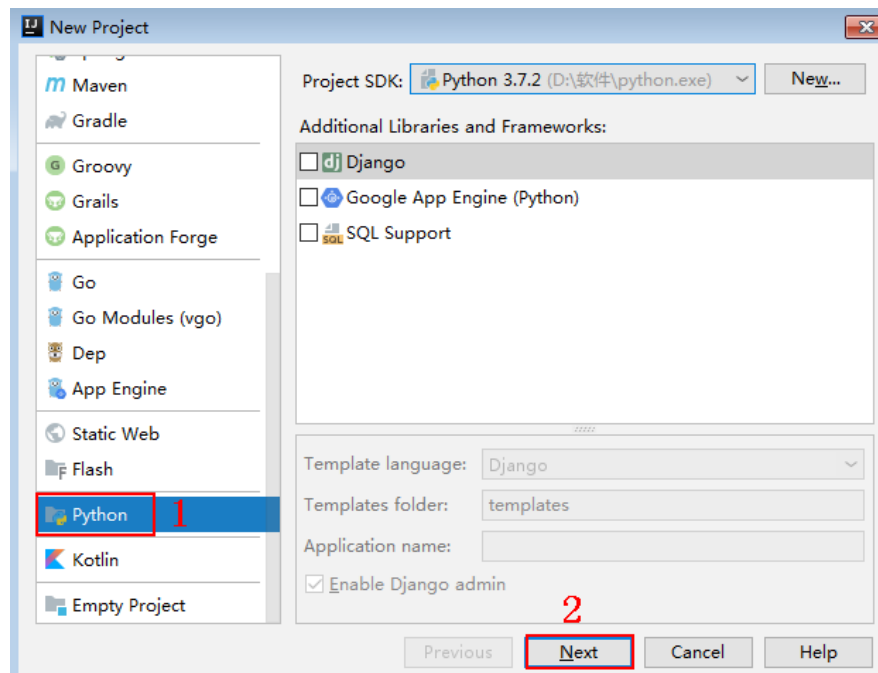 New Project
Maven
Gradle
Groovy
Grails
Application Forge
Go
Go Modules (vgo)
Dep
App Engine
Static Web
Flash
Python 1
Kotlin
Empty Project
Project SDK: Python 3.7.2 (D:\软件\python.exe) New...
Additional Libraries and Frameworks:
dj Django
Google App Engine (Python)
SQL SQL Support
Template language: Django
Templates folder: templates
Application name:
Enable Django admin
2
Previous Next Cancel Help